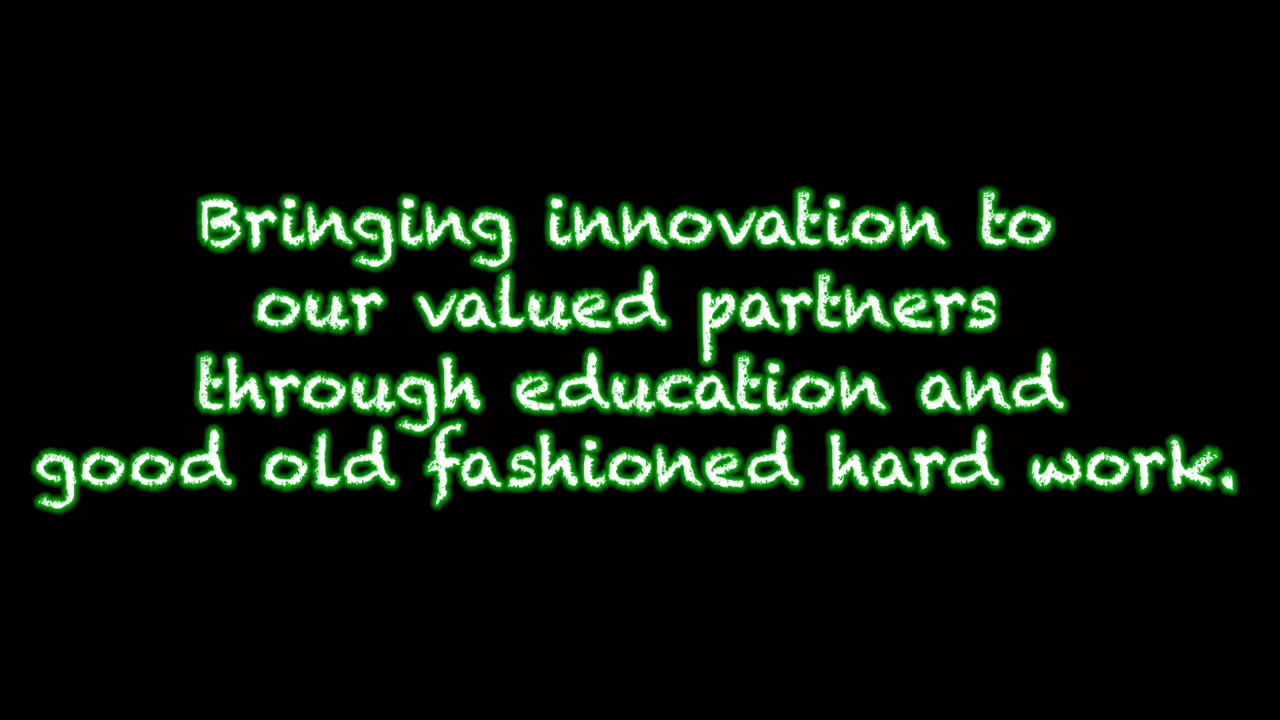 Bringing innovation to
our valued partners
through education and
good old fashioned hard work.